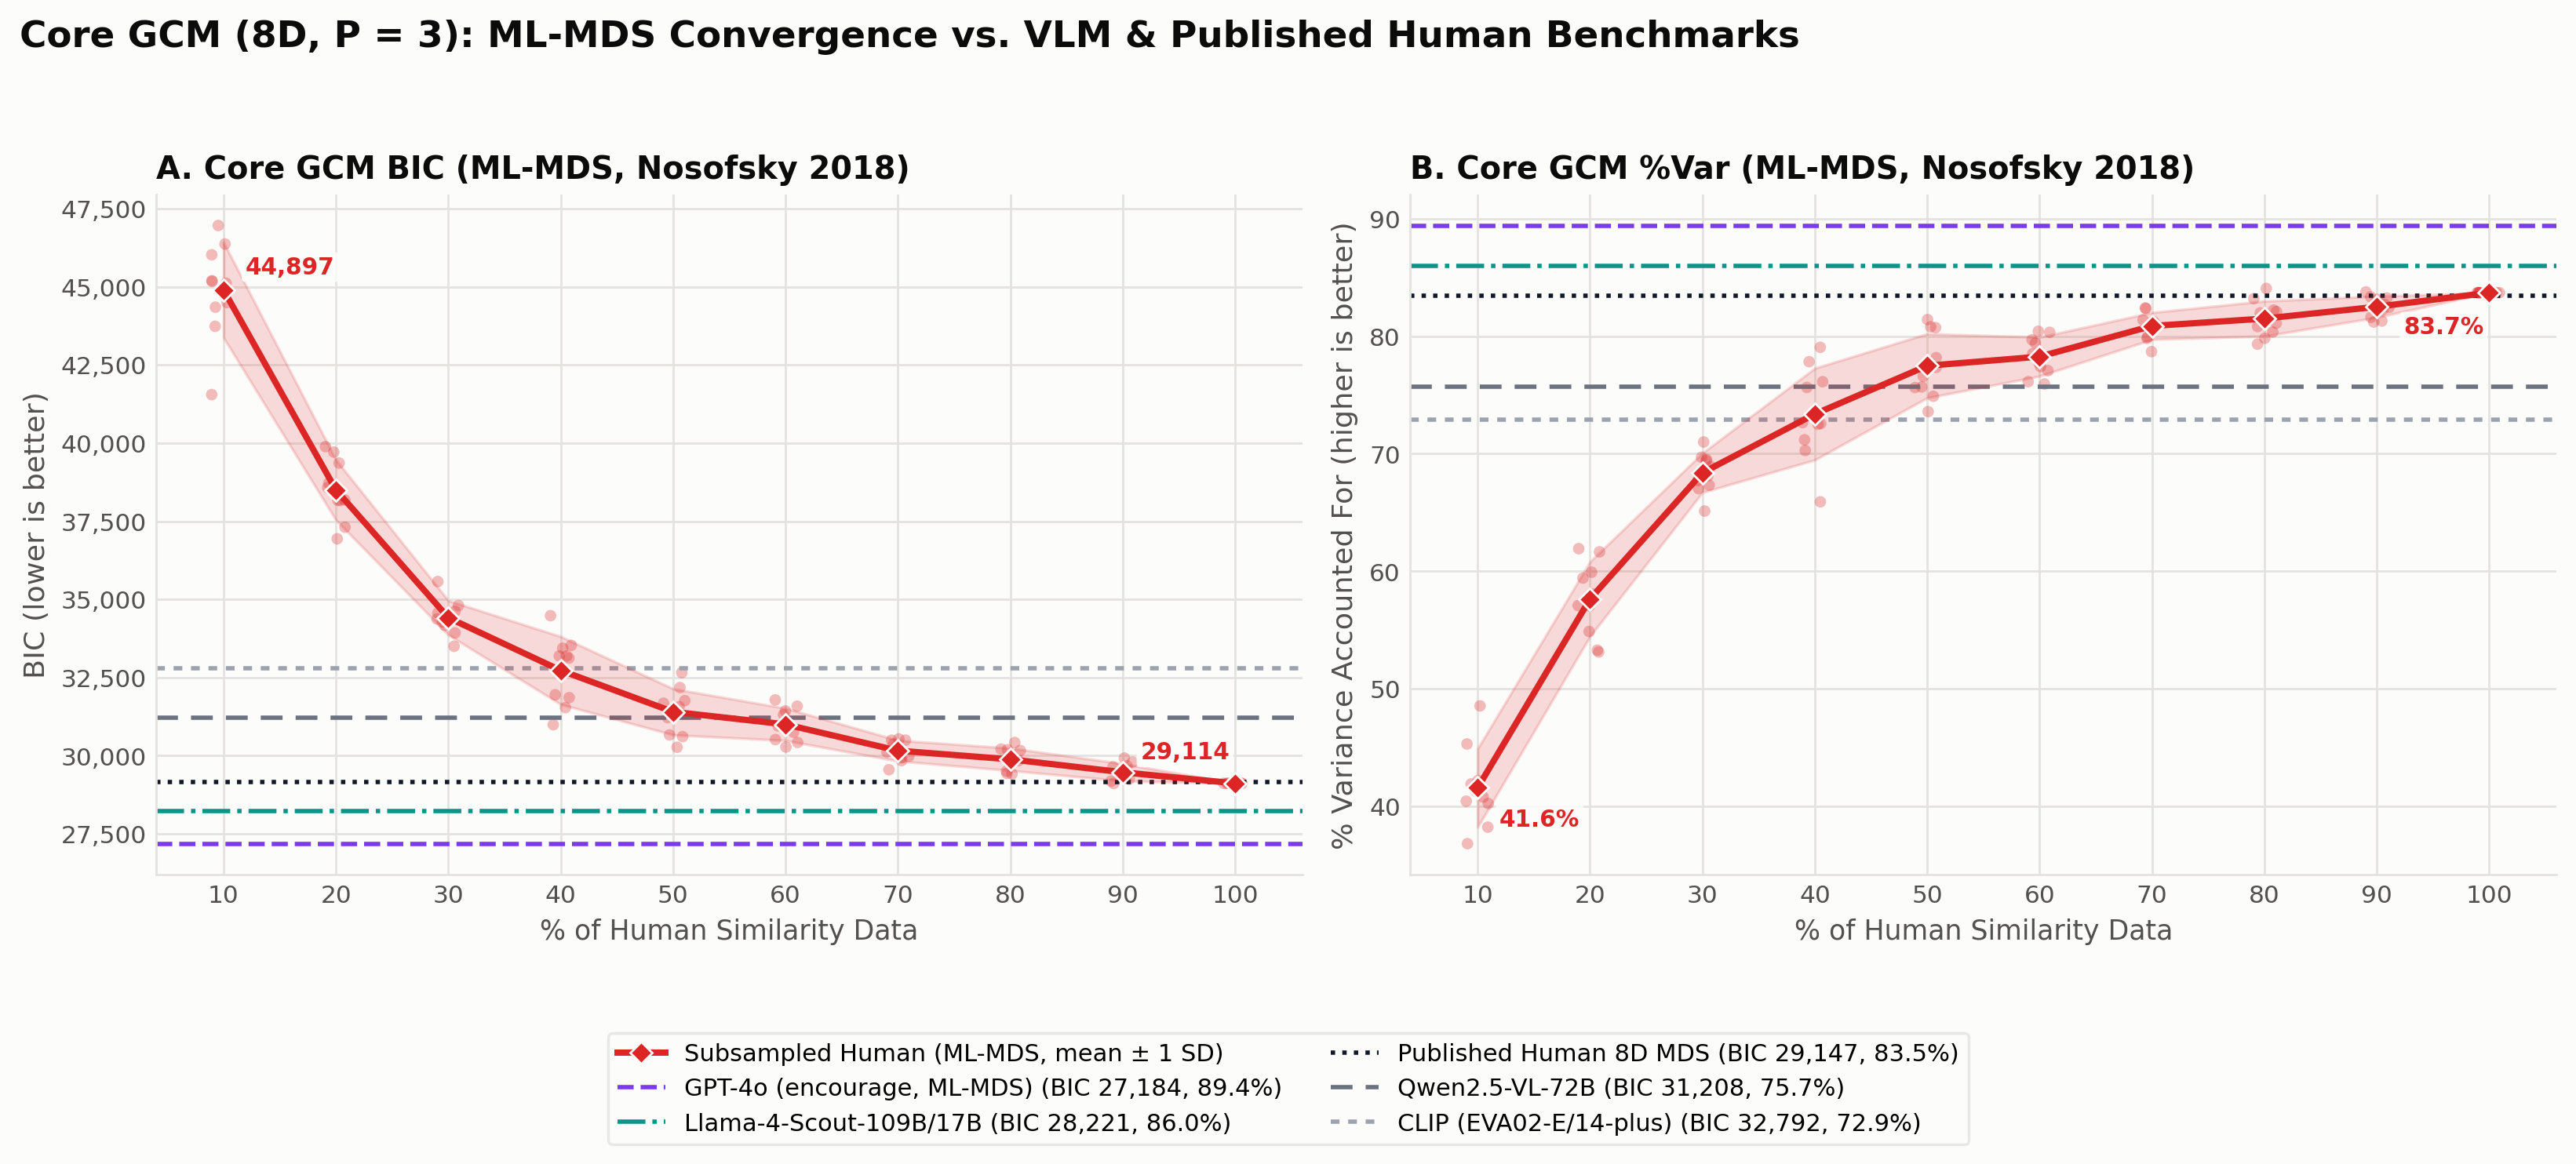 Core GCM (8D, P = 3): ML-MDS Convergence vs. VLM & Published Human Benchmarks
A. Core GCM BIC (ML-MDS, Nosofsky 2018)
BIC (lower is better)
47,500
45,000
42,500
40,000
37,500
35,000
32,500
30,000
27,500
44,897
29,114
10 20 30 40 50 60 70 80 90 100
% of Human Similarity Data
B. Core GCM %Var (ML-MDS, Nosofsky 2018)
% Variance Accounted For (higher is better)
90
80
70
60
50
40
83.7%
41.6%
10 20 30 40 50 60 70 80 90 100
% of Human Similarity Data
Subsampled Human (ML-MDS, mean ± 1 SD)
GPT-4o (encourage, ML-MDS) (BIC 27,184, 89.4%)
Llama-4-Scout-109B/17B (BIC 28,221, 86.0%)
Published Human 8D MDS (BIC 29,147, 83.5%)
Qwen2.5-VL-72B (BIC 31,208, 75.7%)
CLIP (EVA02-E/14-plus) (BIC 32,792, 72.9%)